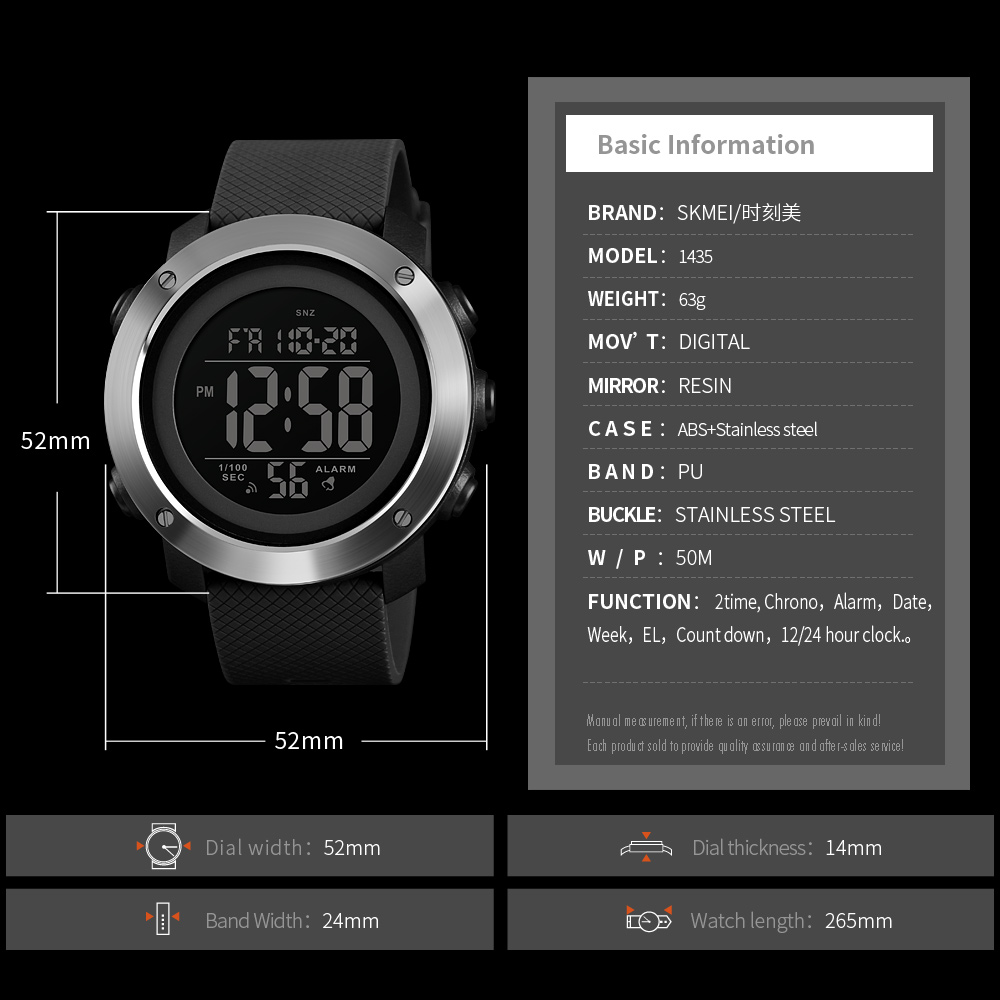 Basic Information
BRAND：SKMEI/时刻美
MODEL：1435
WEIGHT：63g
MOV’T：DIGITAL
MIRROR：RESIN
CASE：ABS+Stainless steel
BAND：PU
BUCKLE：STAINLESS STEEL
W/P：50M
FUNCTION：2time, Chrono，Alarm，Date，
Week，EL，Count down，12/24 hour clock.。
Manual measurement, if there is an error, please prevail in kind!
Each product sold to provide quality assurance and after-sales service!
SNZ
FR 10-20
PM 12:58
1/100 SEC 56 ALARM
52mm
52mm
Dial width：52mm
Dial thickness：14mm
Band Width：24mm
Watch length：265mm